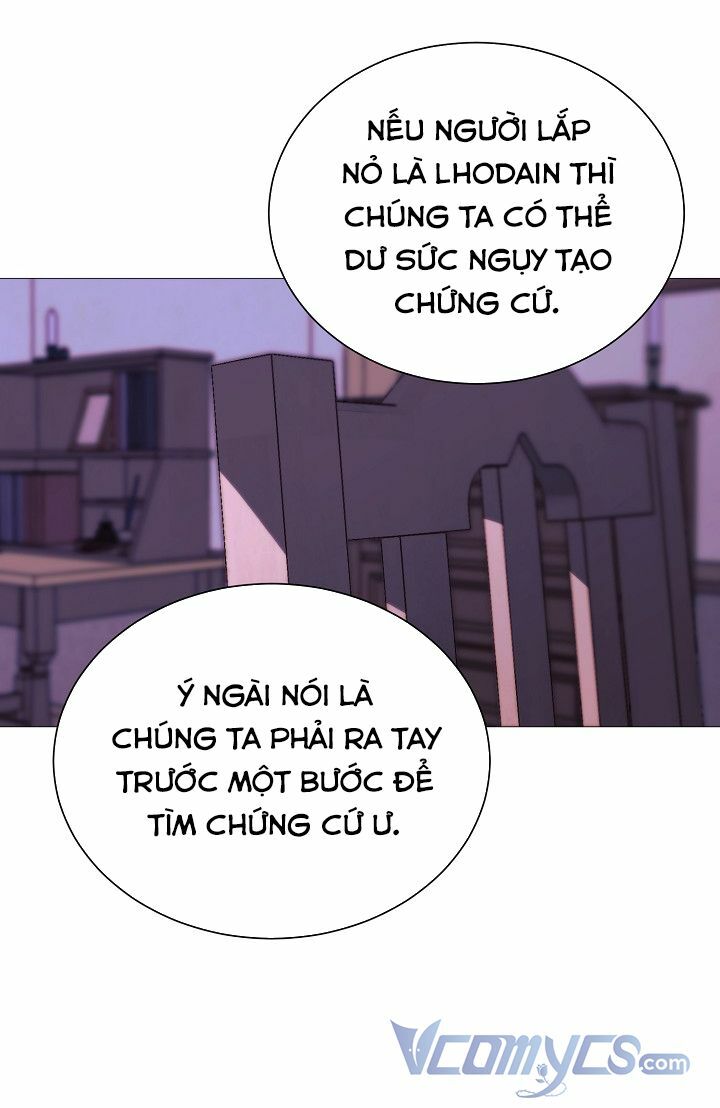 NẾU NGƯỜI LẮP
NỎ LÀ LHODAIN THÌ
CHÚNG TA CÓ THỂ
DƯ SỨC NGỤY TẠO
CHỨNG CỨ.
Ý NGÀI NÓI LÀ
CHÚNG TA PHẢI RA TAY
TRƯỚC MỘT BƯỚC ĐỂ
TÌM CHỨNG CỨ Ư.
VCOMYCS.com